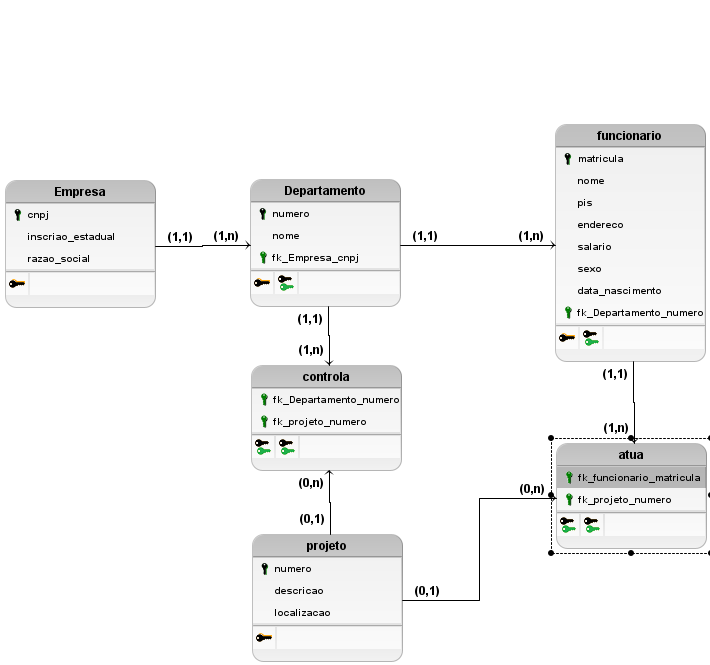 Empresa
cnpj
inscriao_estadual
razao_social
(1,1)
(1,n)
Departamento
numero
nome
fk_Empresa_cnpj
(1,1)
(1,n)
funcionario
matricula
nome
pis
endereco
salario
sexo
data_nascimento
fk_Departamento_numero
(1,1)
(1,n)
controla
fk_Departamento_numero
fk_projeto_numero
(0,n)
(0,1)
projeto
numero
descricao
localizacao
(0,1)
(0,n)
(1,1)
(1,n)
atua
fk_funcionario_matricula
fk_projeto_numero